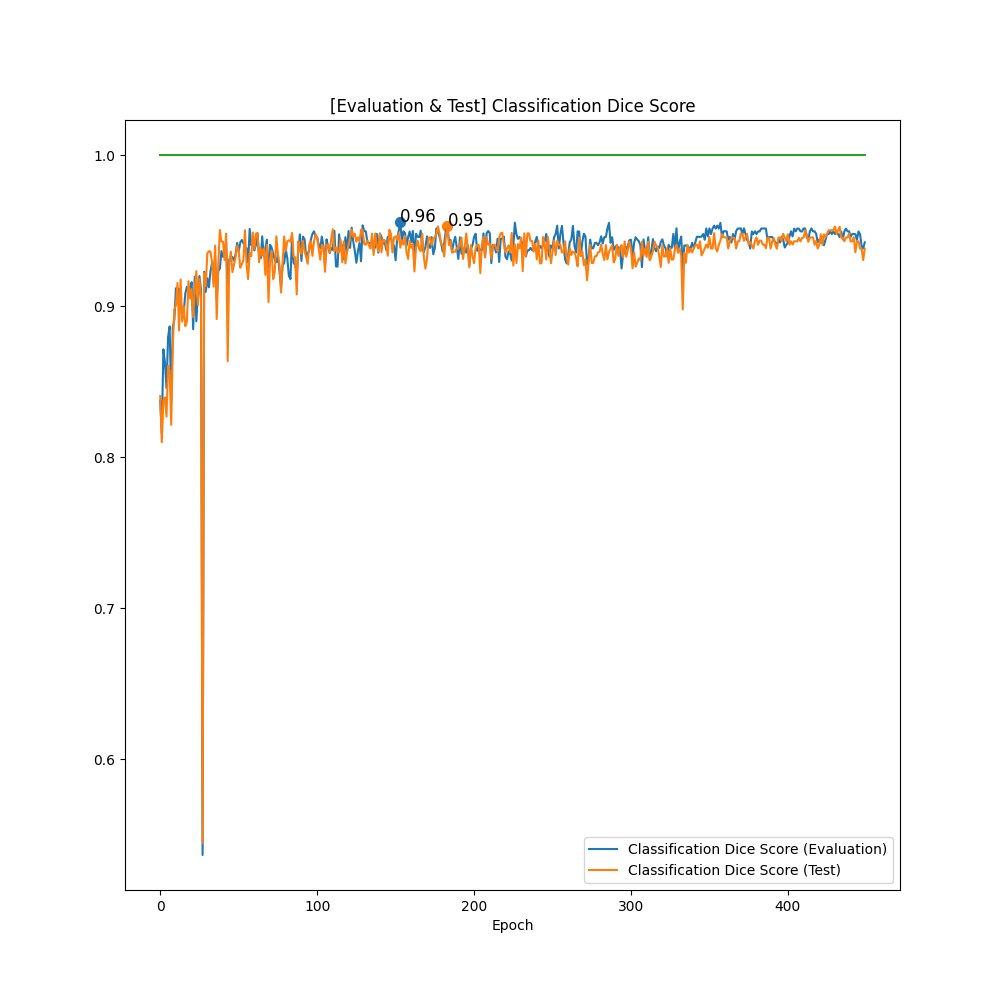 [Evaluation & Test] Classification Dice Score
1.0
0.96
0.95
0.9
0.8
0.7
0.6
Classification Dice Score (Evaluation)
Classification Dice Score (Test)
0 100 200 300 400
Epoch